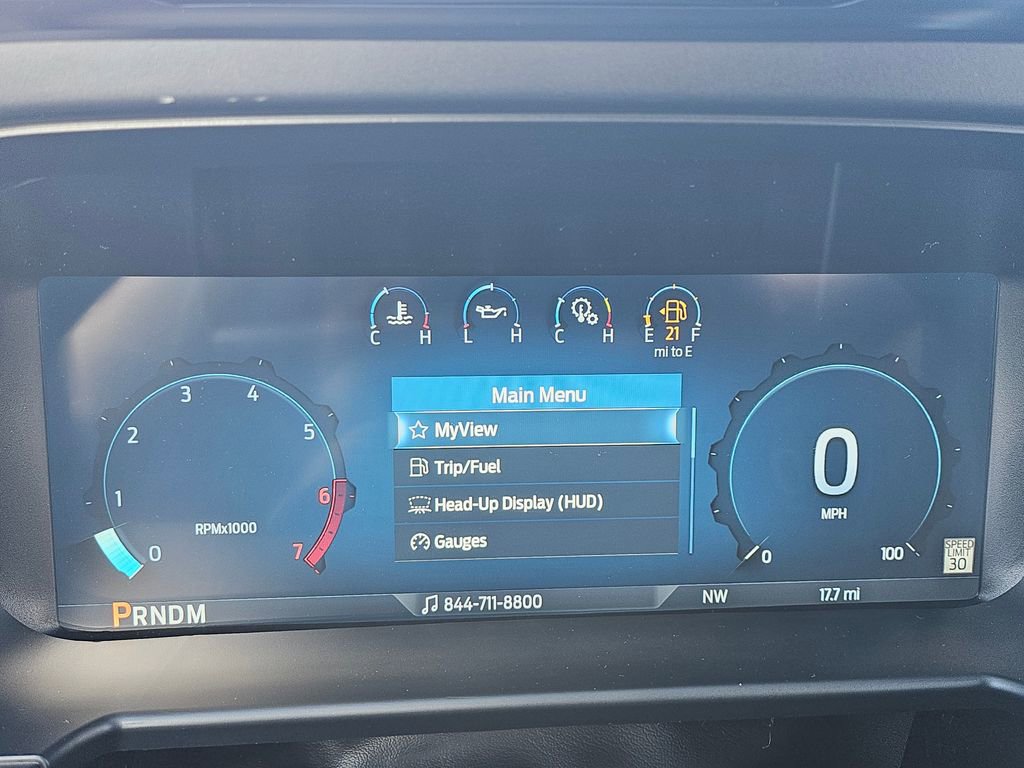 C H
L H
C H
E 21 F
mi to E
Main Menu
MyView
Trip/Fuel
Head-Up Display (HUD)
Gauges
0
1
2
3
4
5
6
7
RPMx1000
0
MPH
0
100
SPEED
LIMIT
30
PRNDM
844-711-8800
NW
17.7 mi